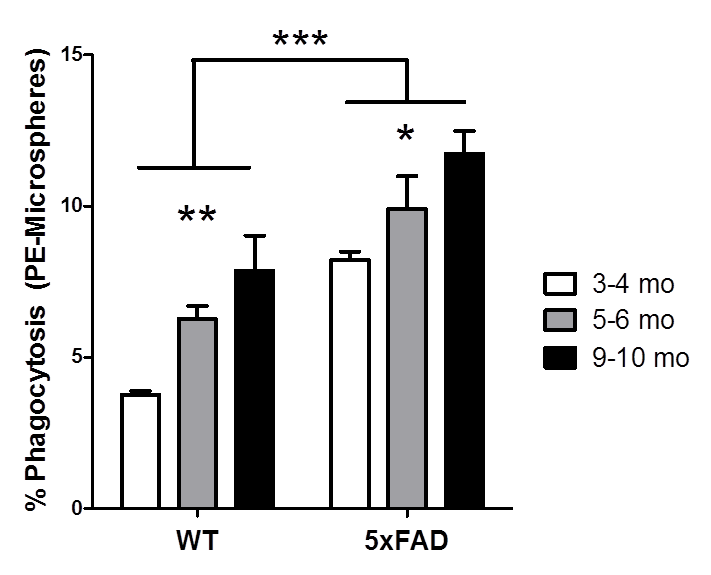 % Phagocytosis (PE-Microspheres)
15
10
5
0
***
**
*
WT
5xFAD
3-4 mo
5-6 mo
9-10 mo